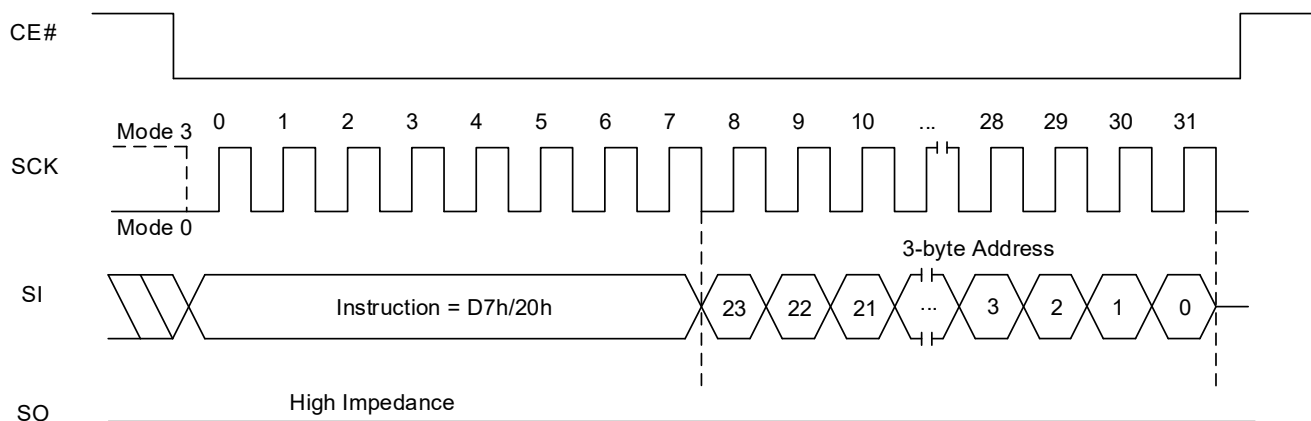 CE#
0 1 2 3 4 5 6 7 8 9 10 ... 28 29 30 31
Mode 3
SCK
Mode 0
3-byte Address
SI
Instruction = D7h/20h 23 22 21 ... 3 2 1 0
High Impedance
SO